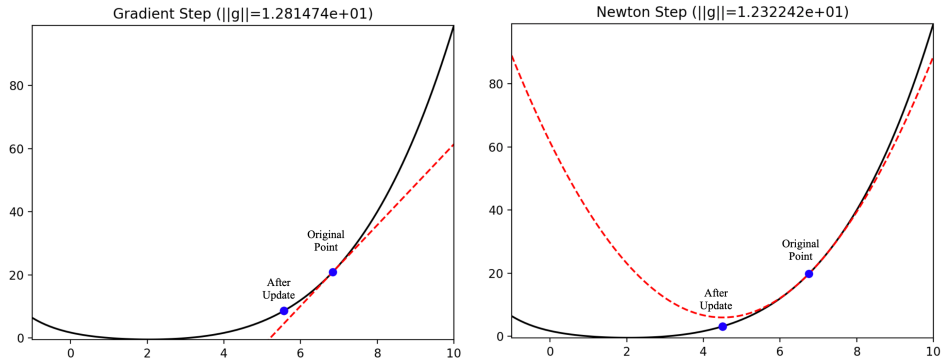 Gradient Step (||g||=1.281474e+01)
80
60
40
20
0
Original
Point
After
Update
0
2
4
6
8
10
Newton Step (||g||=1.232242e+01)
80
60
40
20
0
Original
Point
After
Update
0
2
4
6
8
10